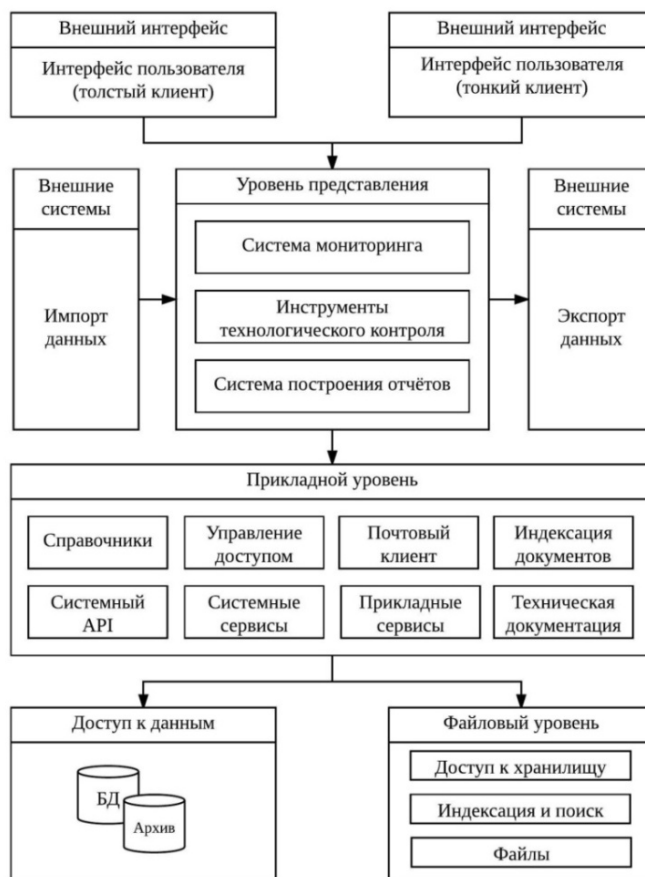 Внешний интерфейс
Интерфейс пользователя
(толстый клиент)
Внешний интерфейс
Интерфейс пользователя
(тонкий клиент)
Внешние
системы
Импорт
данных
Уровень представления
Система мониторинга
Инструменты
технологического контроля
Система построения отчётов
Внешние
системы
Экспорт
данных
Прикладной уровень
Справочники
Управление
доступом
Почтовый
клиент
Индексация
документов
Системный
API
Системные
сервисы
Прикладные
сервисы
Техническая
документация
Доступ к данным
БД
Архив
Файловый уровень
Доступ к хранилищу
Индексация и поиск
Файлы